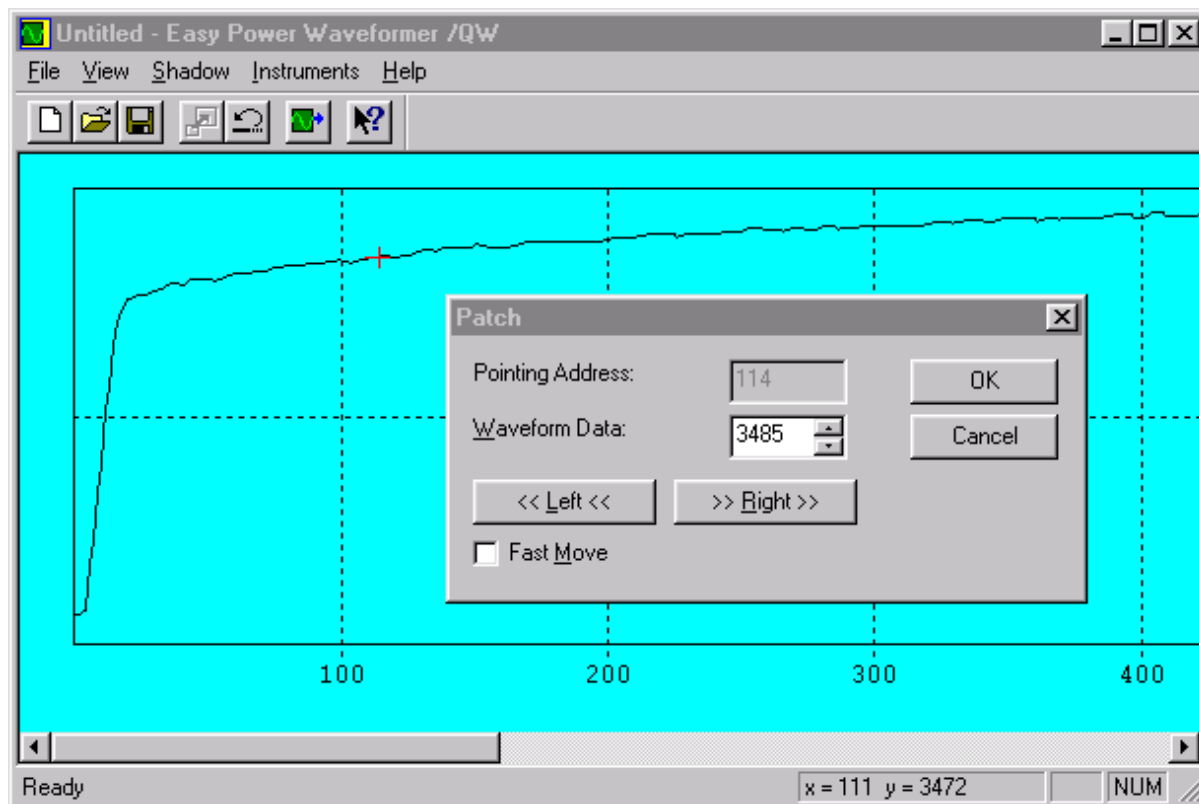 Untitled - Easy Power Waveformer /QW
File View Shadow Instruments Help
Patch
Pointing Address: 114 OK
Waveform Data: 3485 Cancel
<< Left << >> Right >>
Fast Move
100 200 300 400
Ready x = 111 y = 3472 NUM